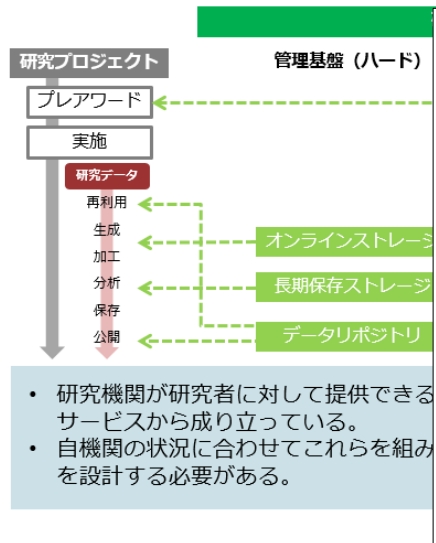 研究プロジェクト
管理基盤（ハード）
プレアワード
実施
研究データ
再利用
生成
加工
分析
保存
公開
オンラインストレージ
長期保存ストレージ
データリポジトリ
• 研究機関が研究者に対して提供できる
サービスから成り立っている。
• 自機関の状況に合わせてこれらを組み
を設計する必要がある。